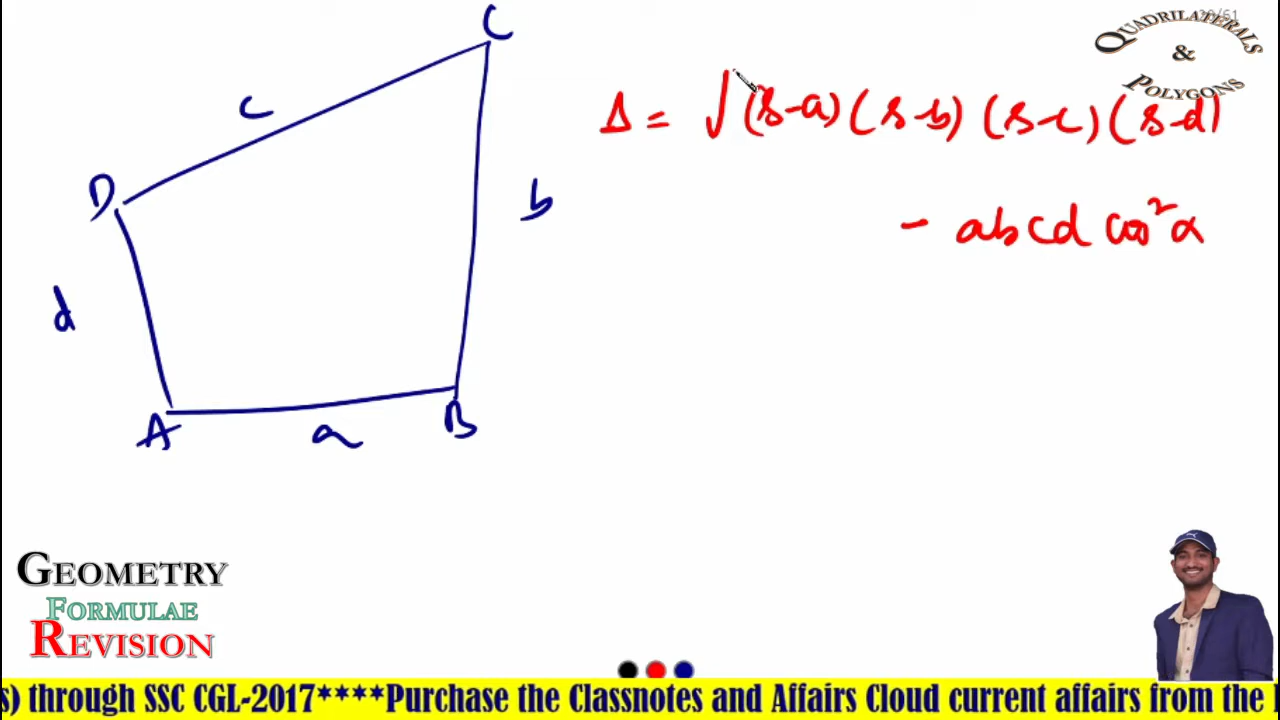 C
c
D
b
d
A
a
B
Δ = √(s-a)(s-b)(s-c)(s-d)
- abcd cos²α
QUADRILATERALS
&
POLYGONS
GEOMETRY
FORMULAE
REVISION
s) through SSC CGL-2017****Purchase the Classnotes and Affairs Cloud current affairs from the